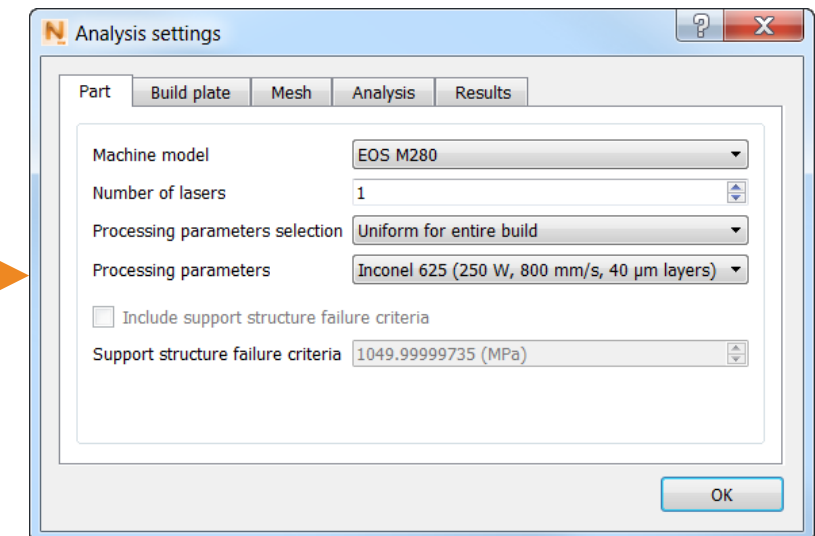 Analysis settings
Part Build plate Mesh Analysis Results
Machine model EOS M280
Number of lasers 1
Processing parameters selection Uniform for entire build
Processing parameters Inconel 625 (250 W, 800 mm/s, 40 µm layers)
Include support structure failure criteria
Support structure failure criteria 1049.99999735 (MPa)
OK